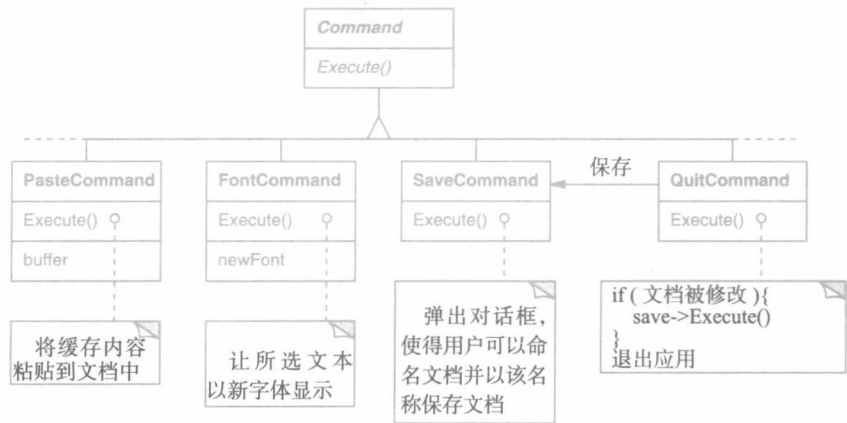 Command
Execute()
PasteCommand
Execute()
buffer
FontCommand
Execute()
newFont
SaveCommand
Execute()
保存
QuitCommand
Execute()
将缓存内容
粘贴到文档中
让所选文本
以新字体显示
弹出对话框,
使得用户可以命
名文档并以该名
称保存文档
if ( 文档被修改 ){
save->Execute()
}
退出应用